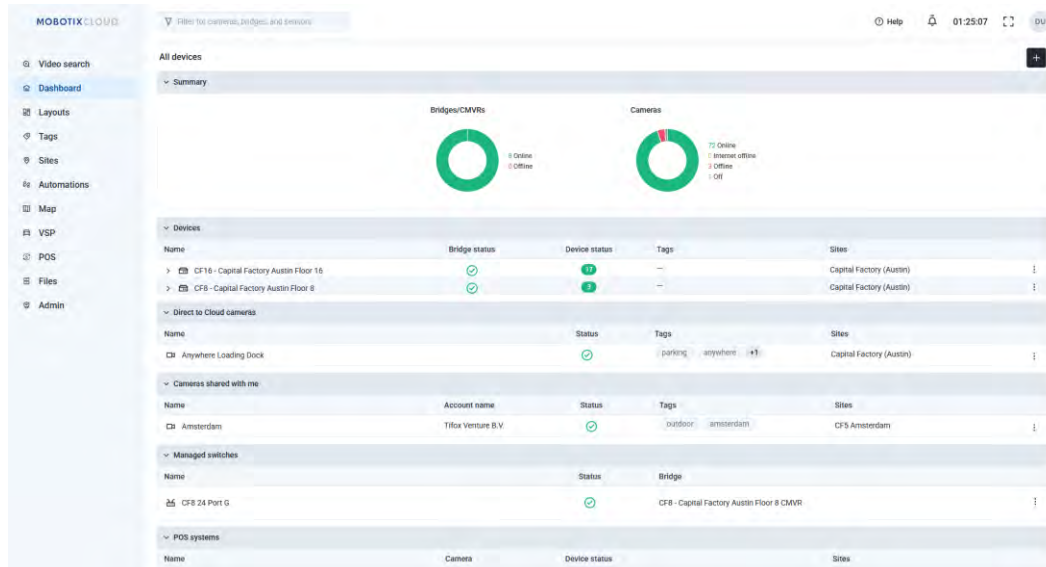 MOBOTIX CLOUD
Filter for cameras, bridges, and sensors
Help
01:25:07
DU
Video search
Dashboard
Layouts
Tags
Sites
Automations
Map
VSP
POS
Files
Admin
All devices
+
Summary
Bridges/CMVRs
Online
0 Offline
Cameras
72 Online
Internet offline
3 Offline
Off
Devices
Name Bridge status Device status Tags Sites
CF16 - Capital Factory Austin Floor 16 17 — Capital Factory (Austin)
CF8 - Capital Factory Austin Floor 8 3 — Capital Factory (Austin)
Direct to Cloud cameras
Name Status Tags Sites
Anywhere Loading Dock parking anywhere +1 Capital Factory (Austin)
Cameras shared with me
Name Account name Status Tags Sites
Amsterdam Tifox Venture B.V. outdoor amsterdam CF5 Amsterdam
Managed switches
Name Status Bridge
CF8 24 Port G CF8 - Capital Factory Austin Floor 8 CMVR
POS systems
Name Camera Device status Sites